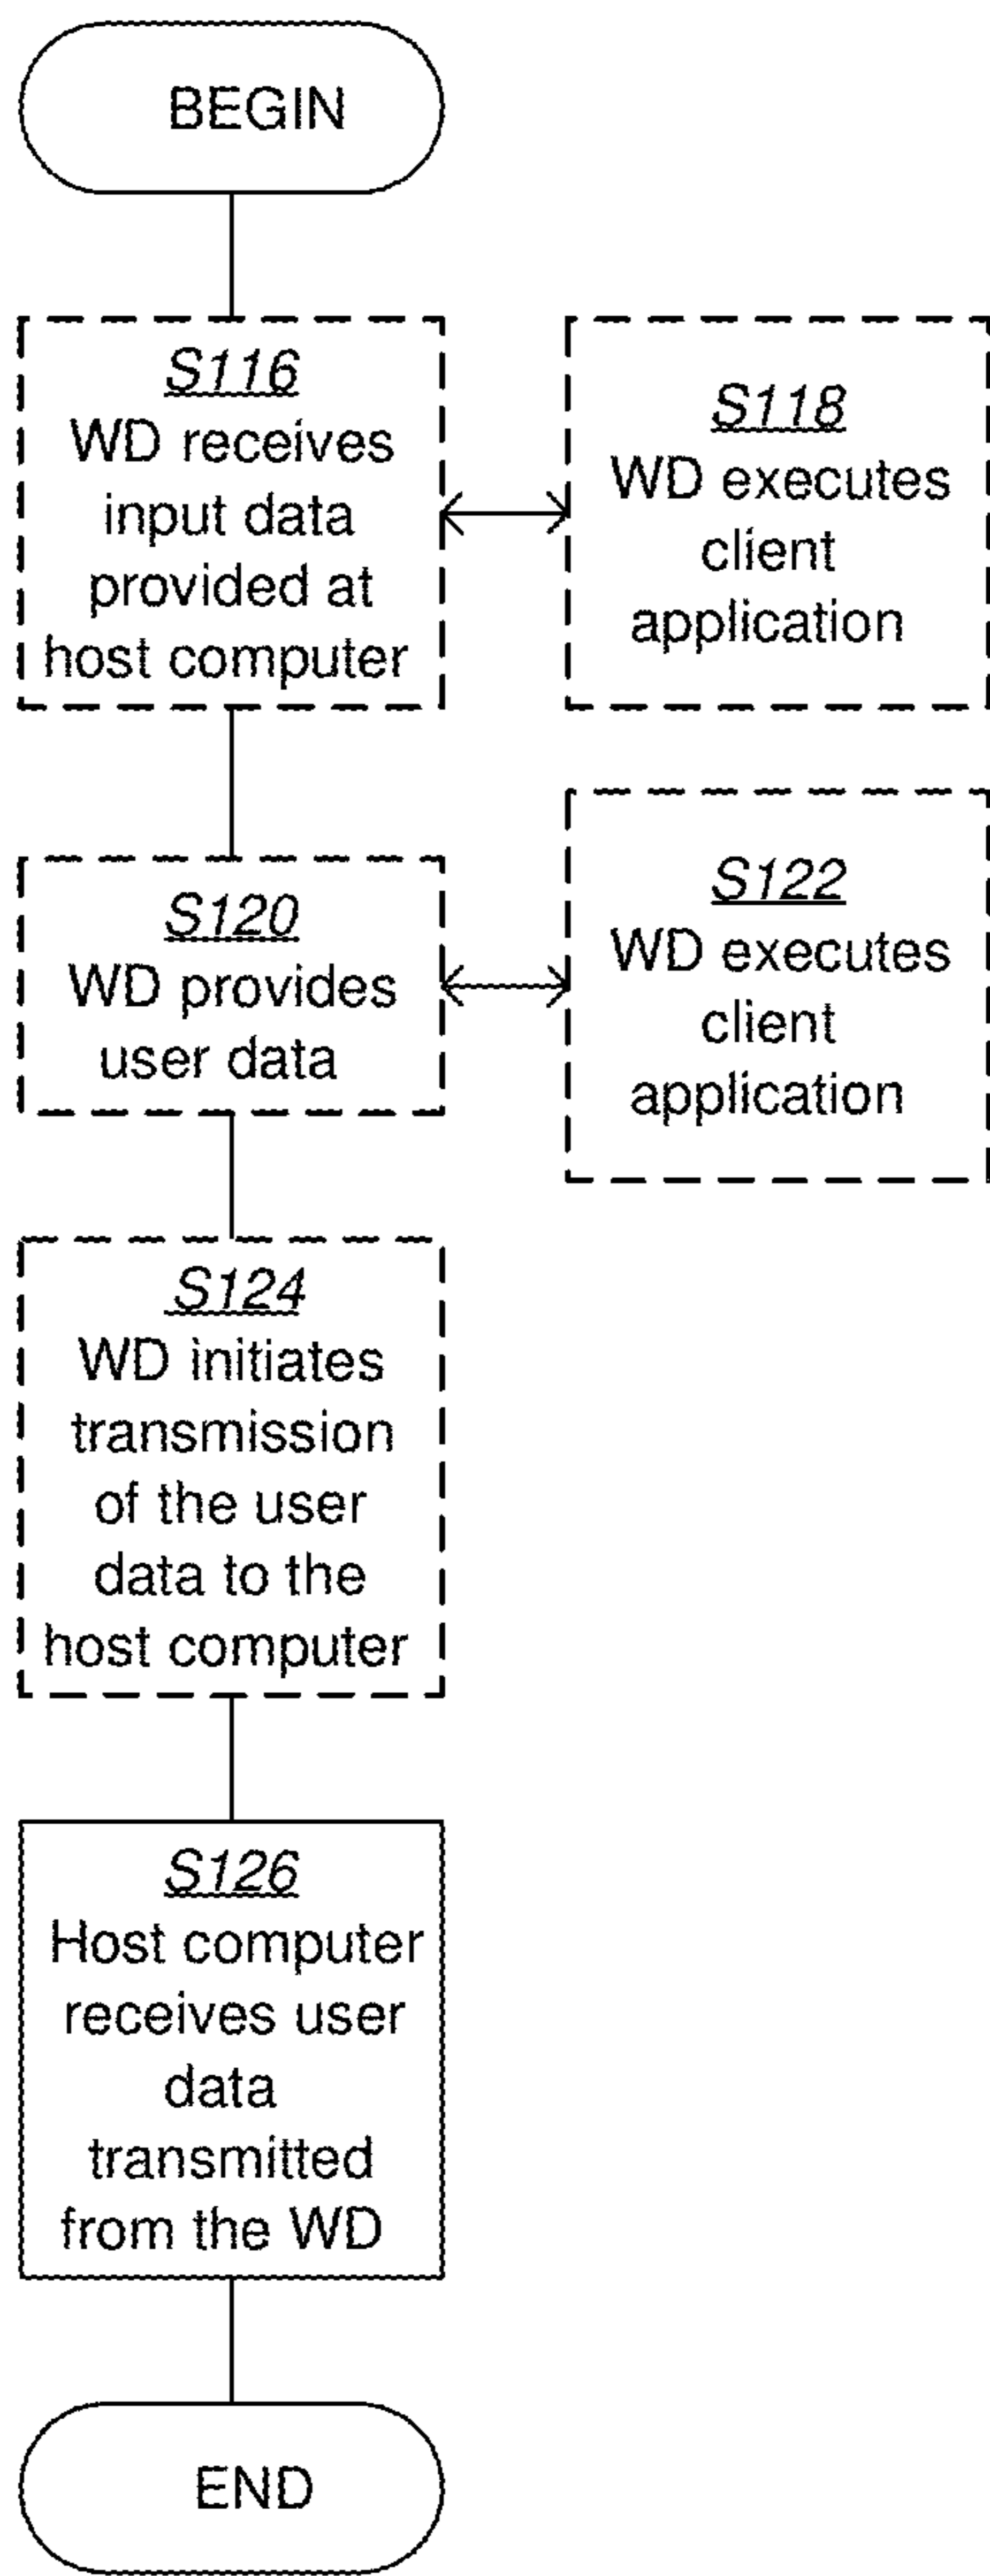 BEGIN
S116
WD receives
input data
provided at
host computer
S118
WD executes
client
application
S120
WD provides
user data
S122
WD executes
client
application
S124
WD initiates
transmission
of the user
data to the
host computer
S126
Host computer
receives user
data
transmitted
from the WD
END